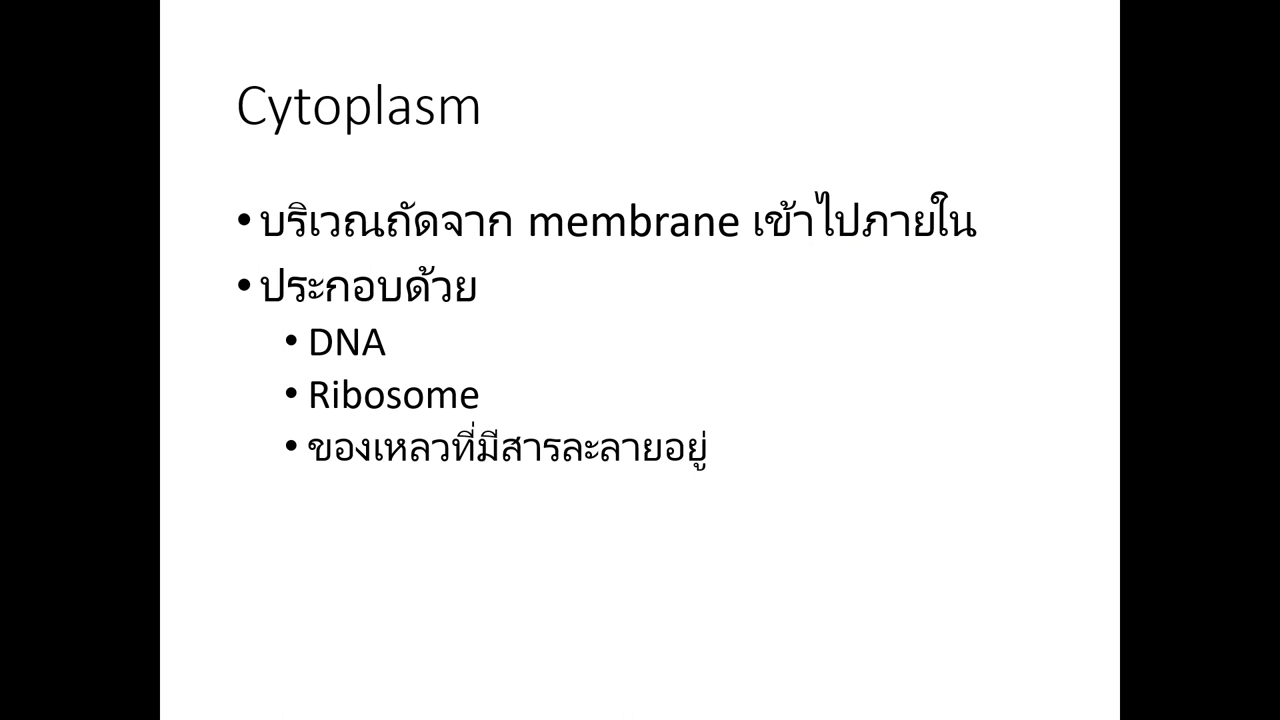 Cytoplasm
• บริเวณถัดจาก membrane เข้าไปภายใน
• ประกอบด้วย
• DNA
• Ribosome
• ของเหลวที่มีสารละลายอยู่